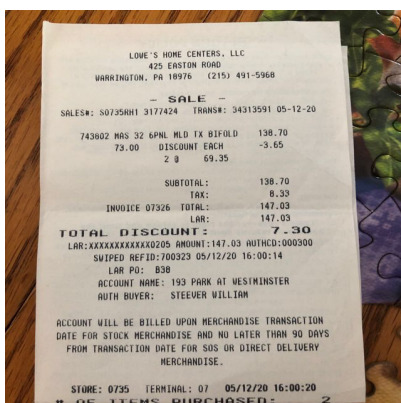 LOWE'S HOME CENTERS, LLC
425 EASTON ROAD
WARRINGTON, PA 18976 (215) 491-5968
- SALE -
SALES#: S0735RH1 3177424 TRANS#: 34313591 05-12-20
743802 MAS 32 6PNL MLD TX BIFOLD 138.70
73.00 DISCOUNT EACH -3.65
2 @ 69.35
SUBTOTAL: 138.70
TAX: 8.33
INVOICE 07326 TOTAL: 147.03
LAR: 147.03
TOTAL DISCOUNT: 7.30
LAR:XXXXXXXXXXXX0205 AMOUNT:147.03 AUTHCD:000300
SWIPED REFID:700323 05/12/20 16:00:14
LAR PO: B38
ACCOUNT NAME: 193 PARK AT WESTMINSTER
AUTH BUYER: STEEVER WILLIAM
ACCOUNT WILL BE BILLED UPON MERCHANDISE TRANSACTION
DATE FOR STOCK MERCHANDISE AND NO LATER THAN 90 DAYS
FROM TRANSACTION DATE FOR SOS OR DIRECT DELIVERY
MERCHANDISE.
STORE: 0735 TERMINAL: 07 05/12/20 16:00:20
# OF ITEMS PURCHASED: 2